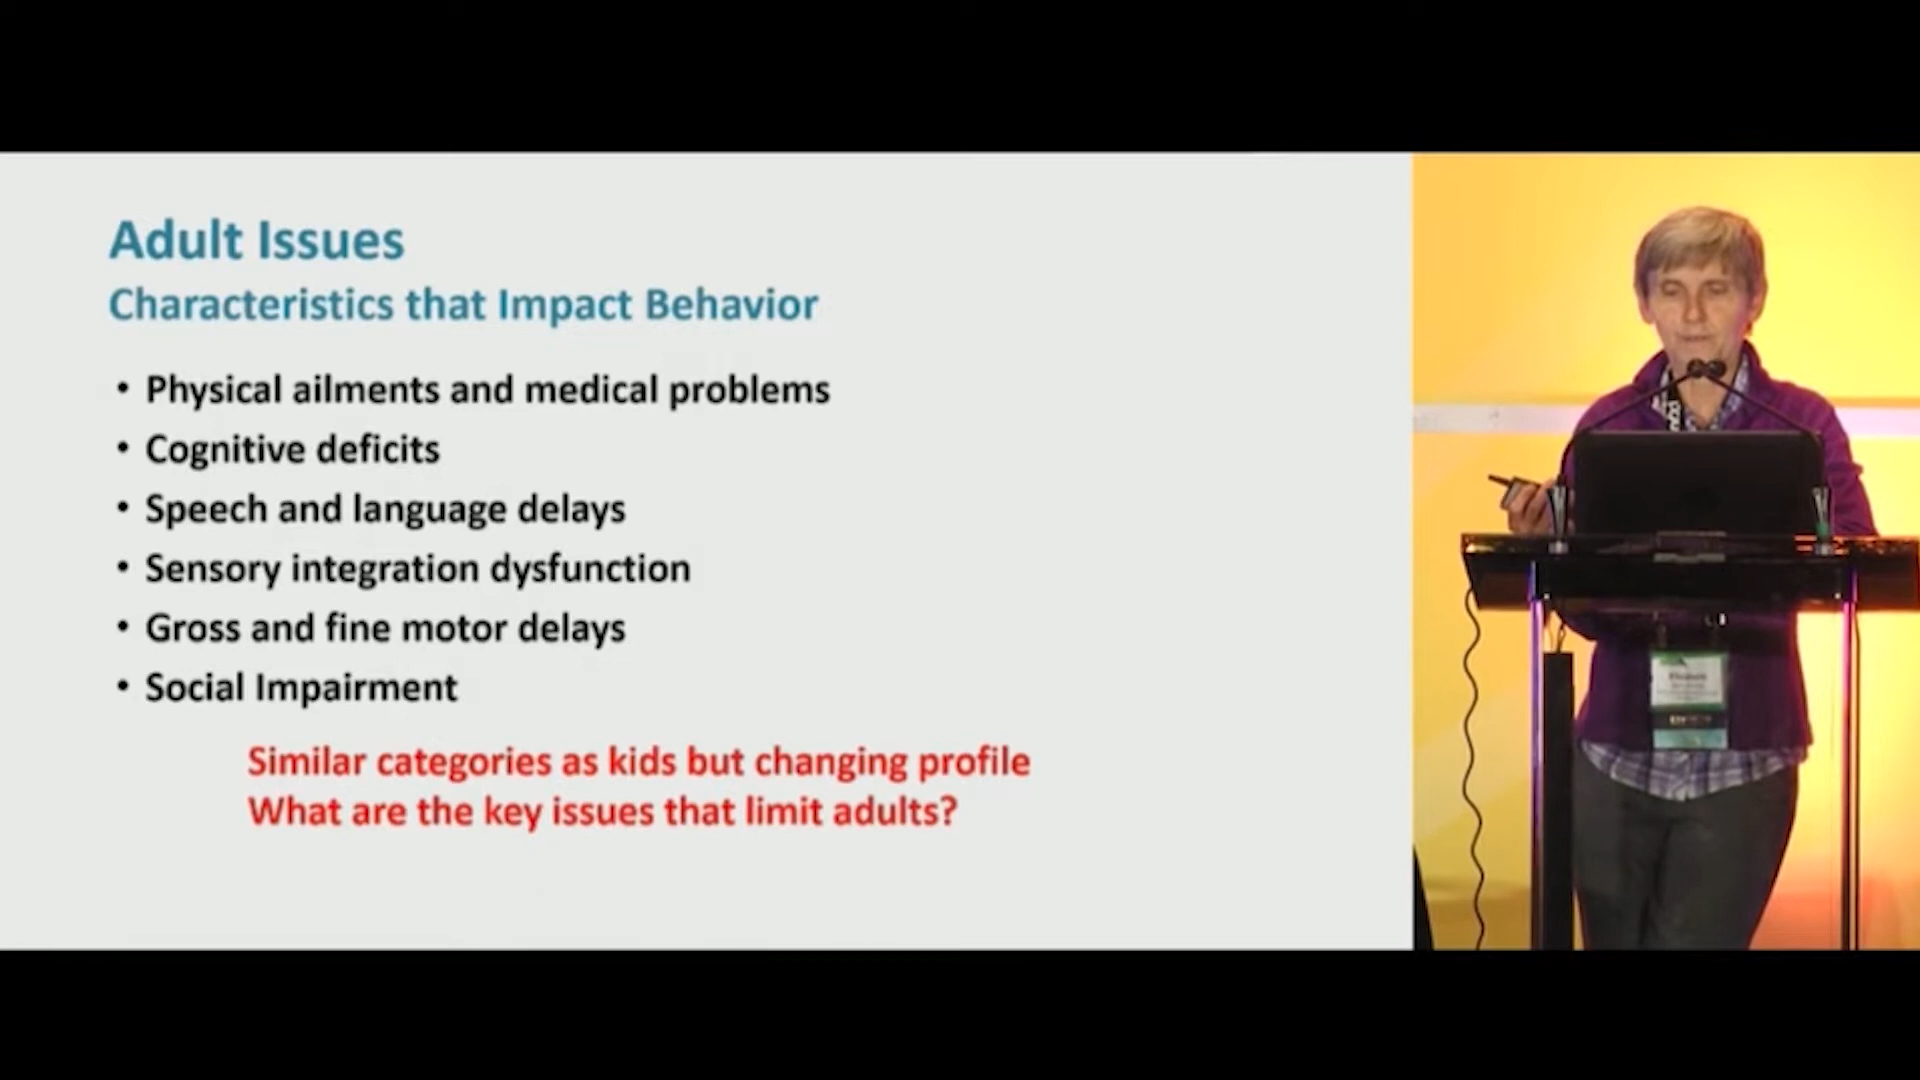 Adult Issues
Characteristics that Impact Behavior
• Physical ailments and medical problems
• Cognitive deficits
• Speech and language delays
• Sensory integration dysfunction
• Gross and fine motor delays
• Social Impairment
Similar categories as kids but changing profile
What are the key issues that limit adults?